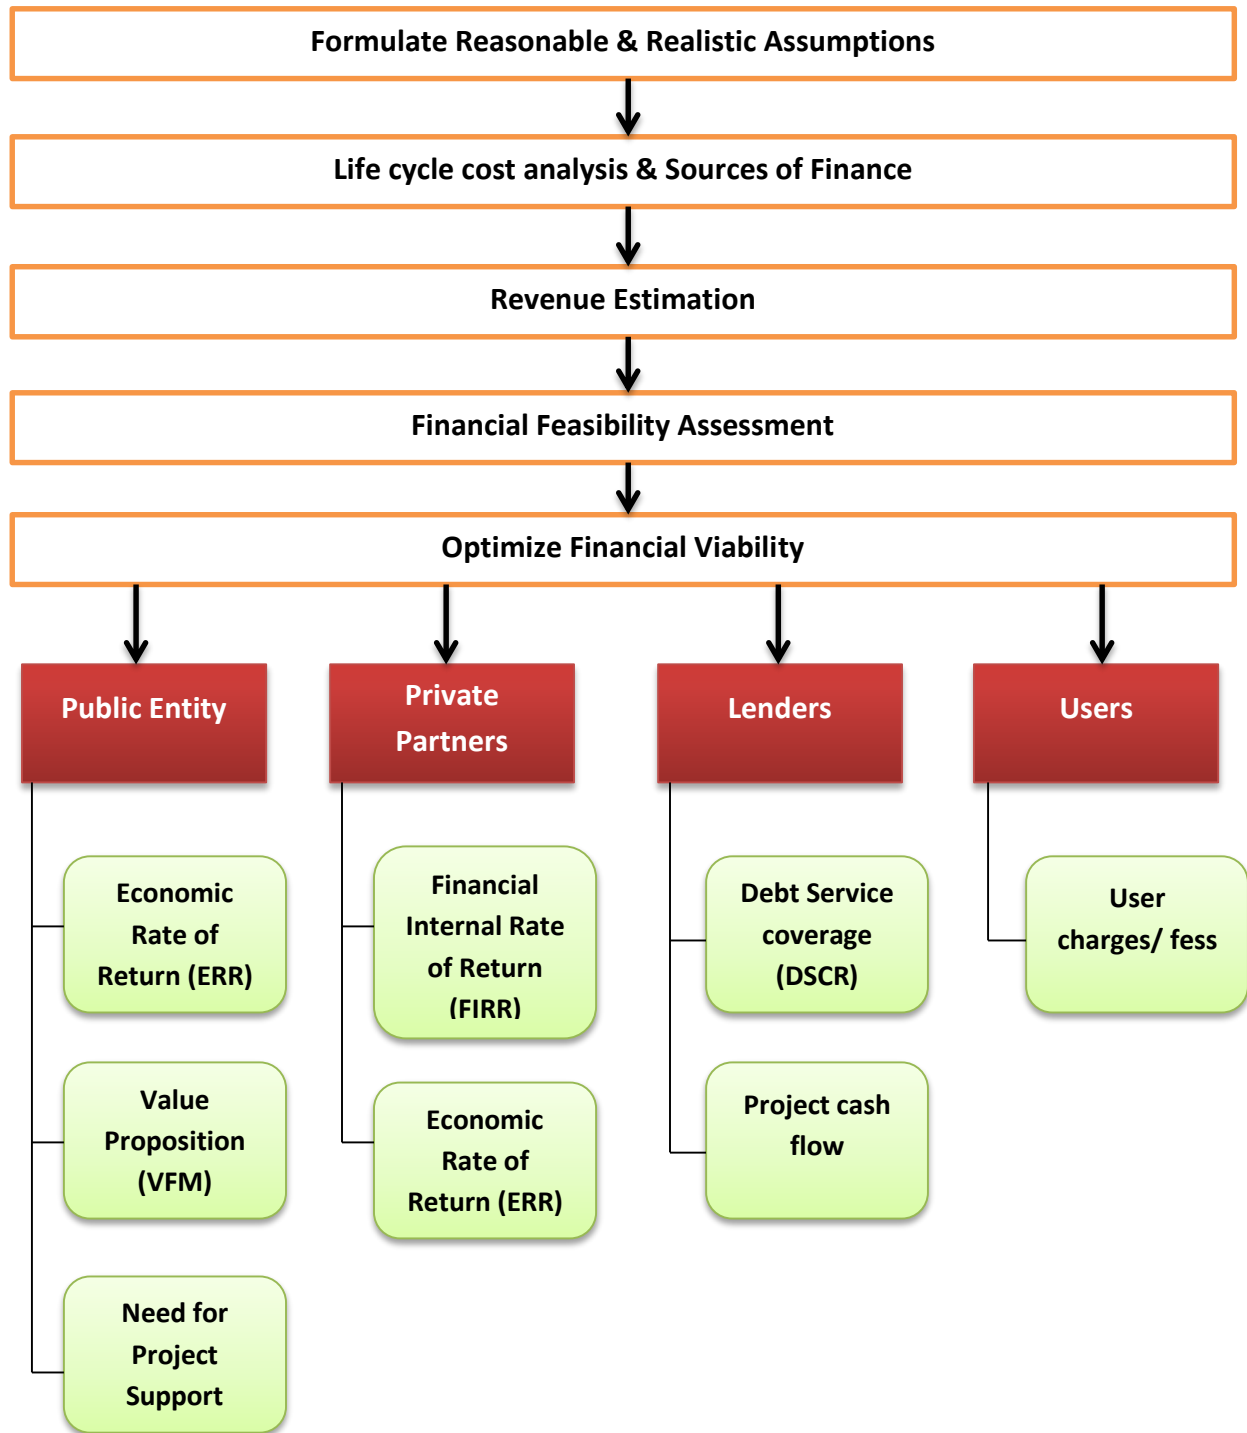 Formulate Reasonable & Realistic Assumptions
Life cycle cost analysis & Sources of Finance
Revenue Estimation
Financial Feasibility Assessment
Optimize Financial Viability
Public Entity
Private
Partners
Lenders
Users
Economic
Rate of
Return (ERR)
Value
Proposition
(VFM)
Need for
Project
Support
Financial
Internal Rate
of Return
(FIRR)
Economic
Rate of
Return (ERR)
Debt Service
coverage
(DSCR)
Project cash
flow
User
charges/ fess